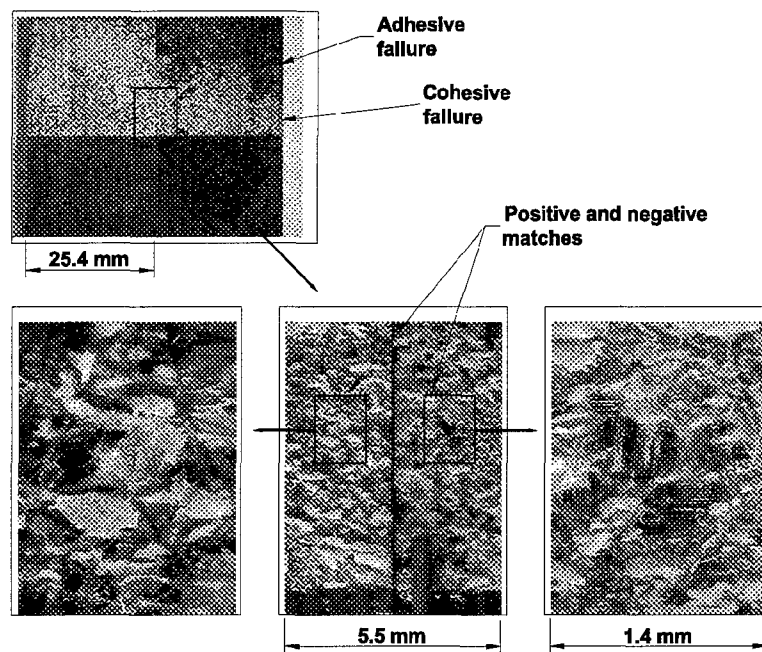 Adhesive
failure
Cohesive
failure
Positive and negative
matches
25.4 mm
5.5 mm
1.4 mm